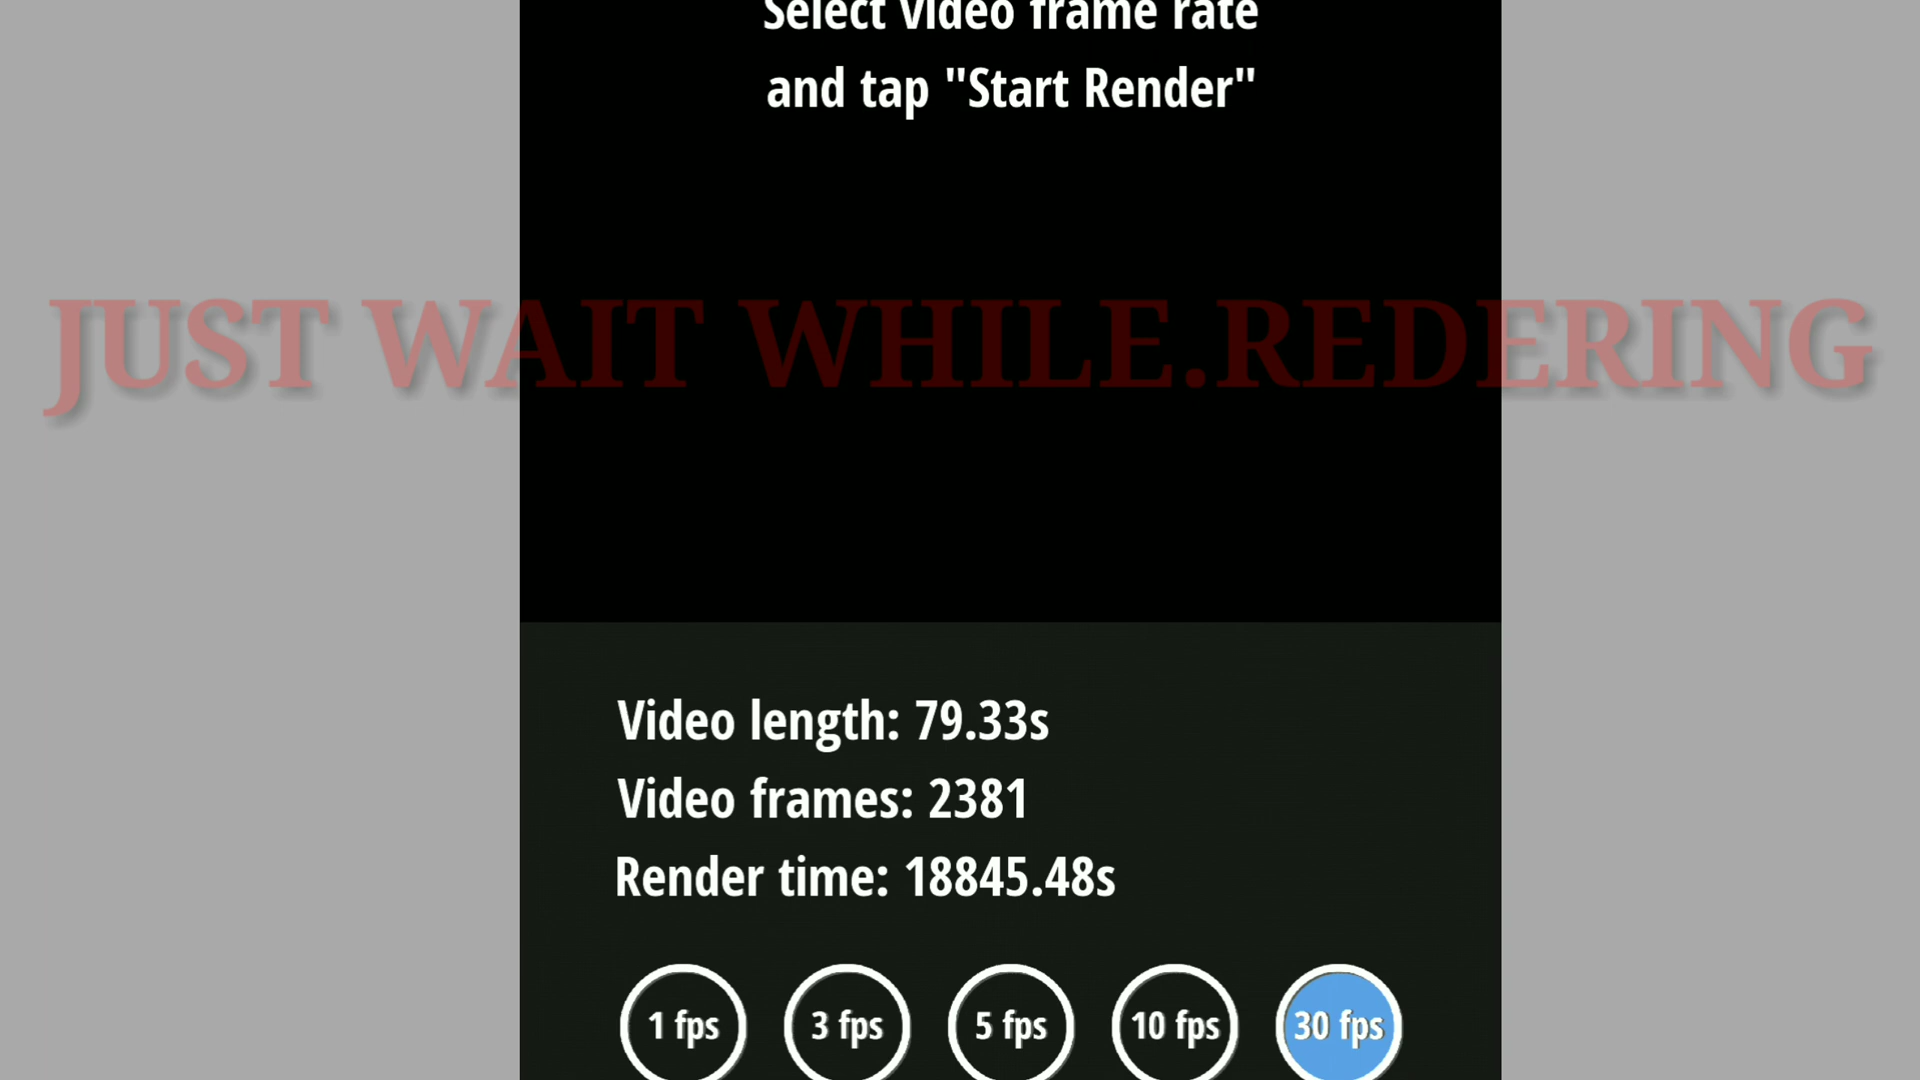 Select video frame rate
and tap "Start Render"
JUST WAIT WHILE.REDERING
Video length: 79.33s
Video frames: 2381
Render time: 18845.48s
1 fps 3 fps 5 fps 10 fps 30 fps